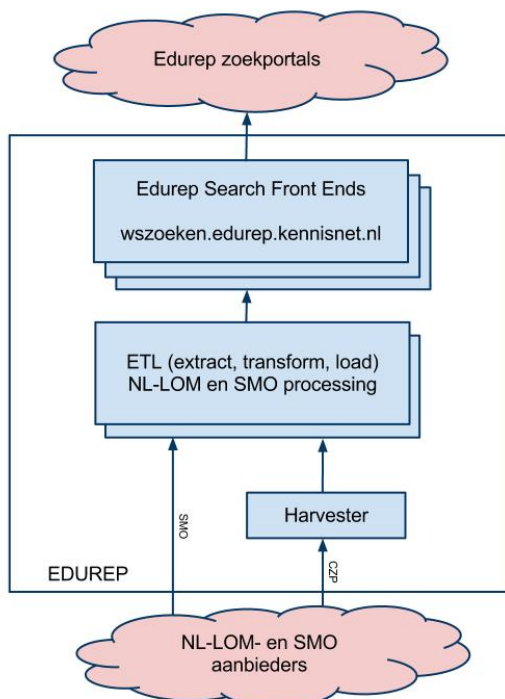 Edurep zoekportals
Edurep Search Front Ends
wszoeken.edurep.kennisnet.nl
ETL (extract, transform, load)
NL-LOM en SMO processing
SMO
Harvester
CZP
EDUREP
NL-LOM- en SMO
aanbieders